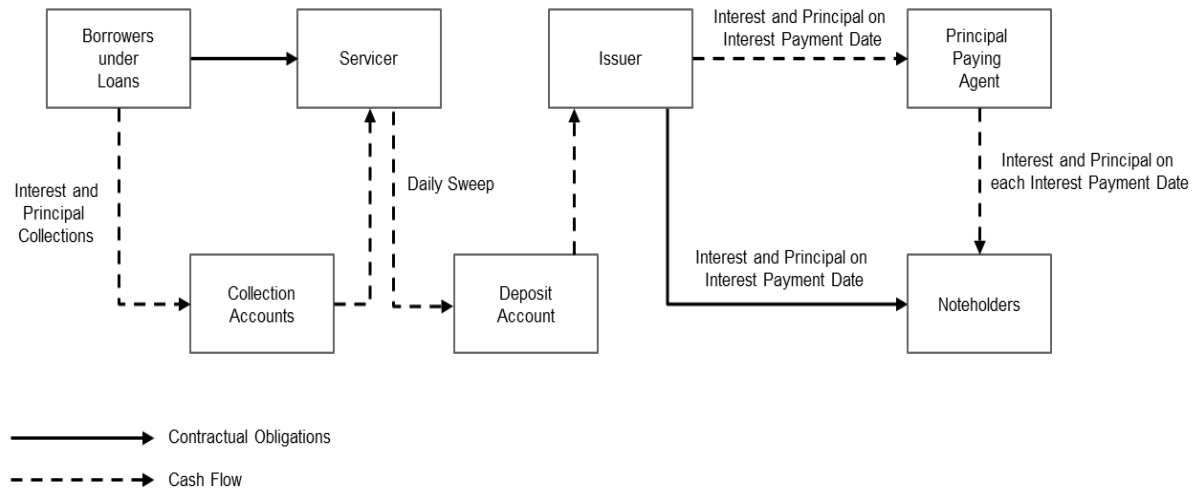 Borrowers
under
Loans
Servicer
Issuer
Interest and Principal on
Interest Payment Date
Principal
Paying
Agent
Interest and
Principal
Collections
Daily Sweep
Interest and Principal on
each Interest Payment Date
Collection
Accounts
Deposit
Account
Interest and Principal on
Interest Payment Date
Noteholders
Contractual Obligations
Cash Flow